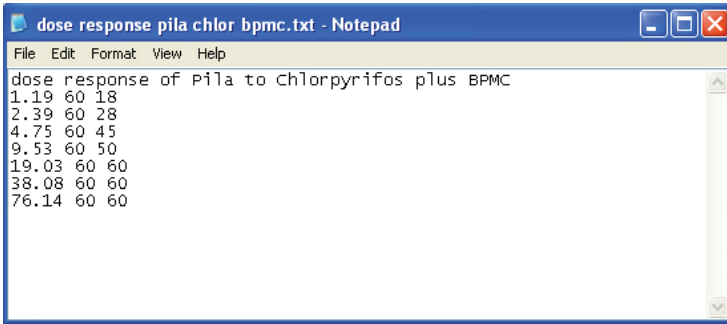 dose response pila chlor bpmc.txt - Notepad
File Edit Format View Help
dose response of Pila to Chlorpyrifos plus BPMC
1.19 60 18
2.39 60 28
4.75 60 45
9.53 60 50
19.03 60 60
38.08 60 60
76.14 60 60